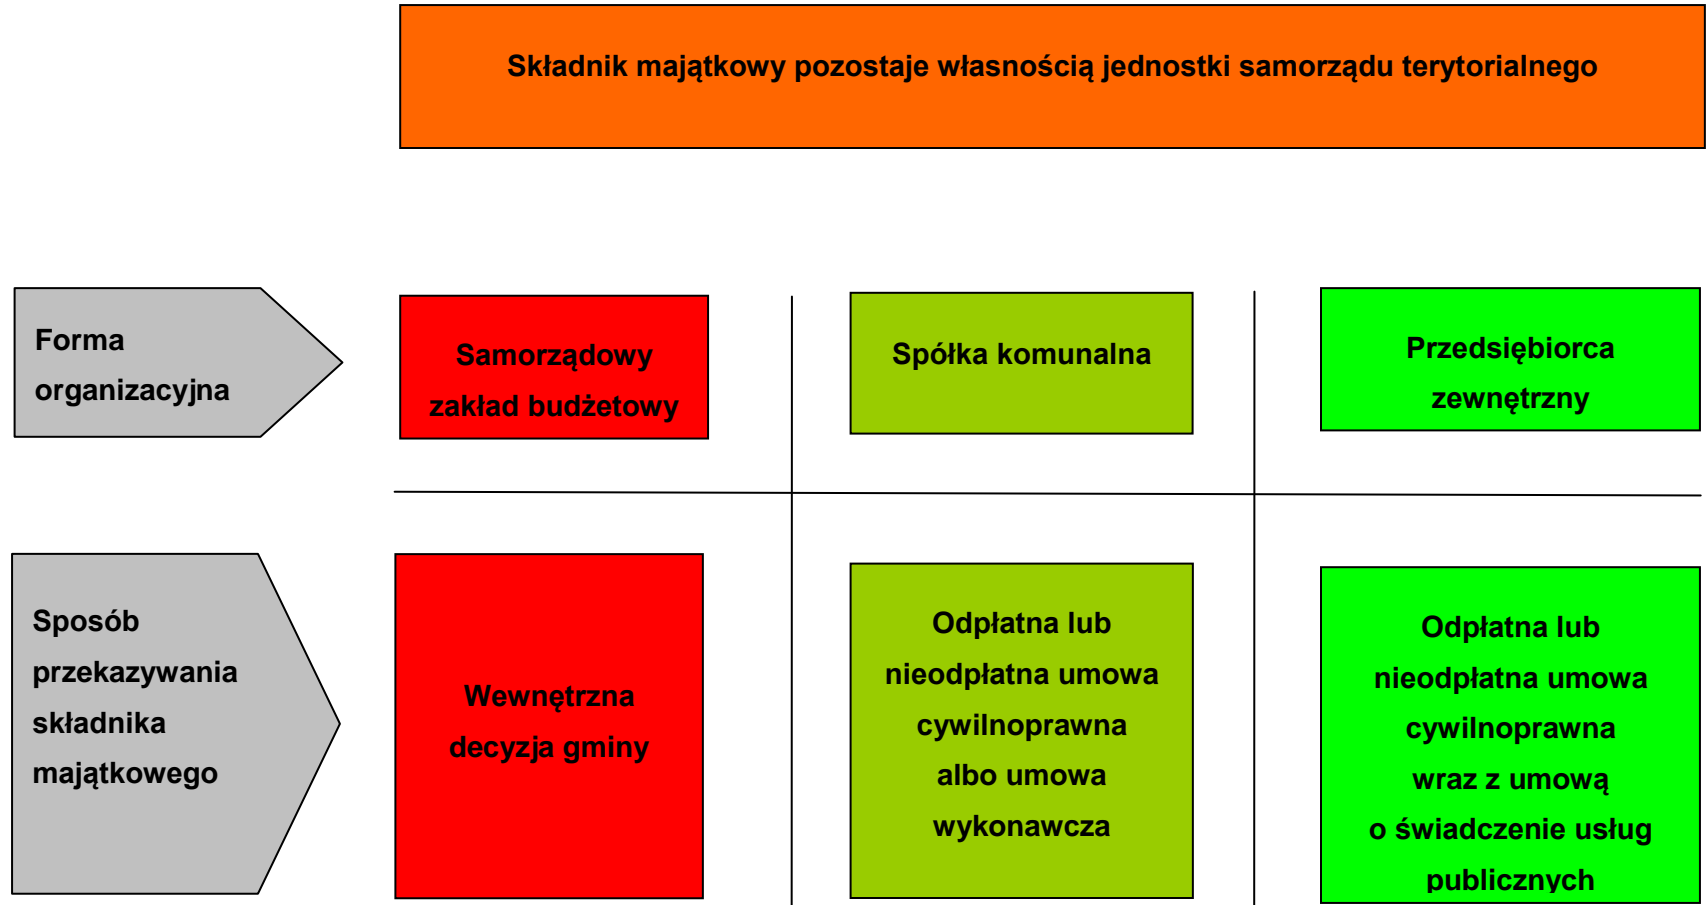 Składnik majątkowy pozostaje własnością jednostki samorządu terytorialnego
Forma
organizacyjna
Samorządowy
zakład budżetowy
Spółka komunalna
Przedsiębiorca
zewnętrzny
Sposób
przekazywania
składnika
majątkowego
Wewnętrzna
decyzja gminy
Odpłatna lub
nieodpłatna umowa
cywilnoprawna
albo umowa
wykonawcza
Odpłatna lub
nieodpłatna umowa
cywilnoprawna
wraz z umową
o świadczenie usług
publicznych